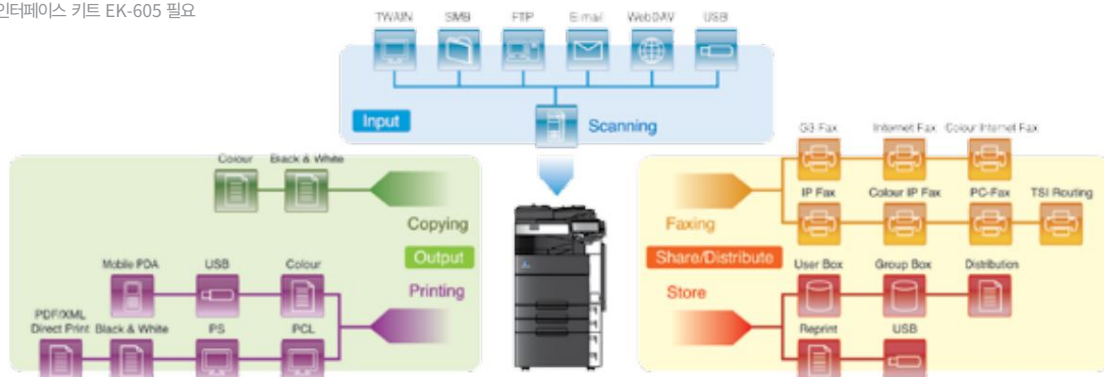 인터페이스 키트 EK-605 필요
TWAIN SMB FTP E-mail WebDAV USB
Input
Scanning
G3 Fax Internet Fax Colour Internet Fax
Colour Black & White
IP Fax Colour IP Fax PC-Fax TSI Routing
Copying
Faxing
Output
Share/Distribute
Mobile PDA USB Colour
User Box Group Box Distribution
Printing
Store
PDF/XML
Direct Print Black & White PS PCL
Reprint USB